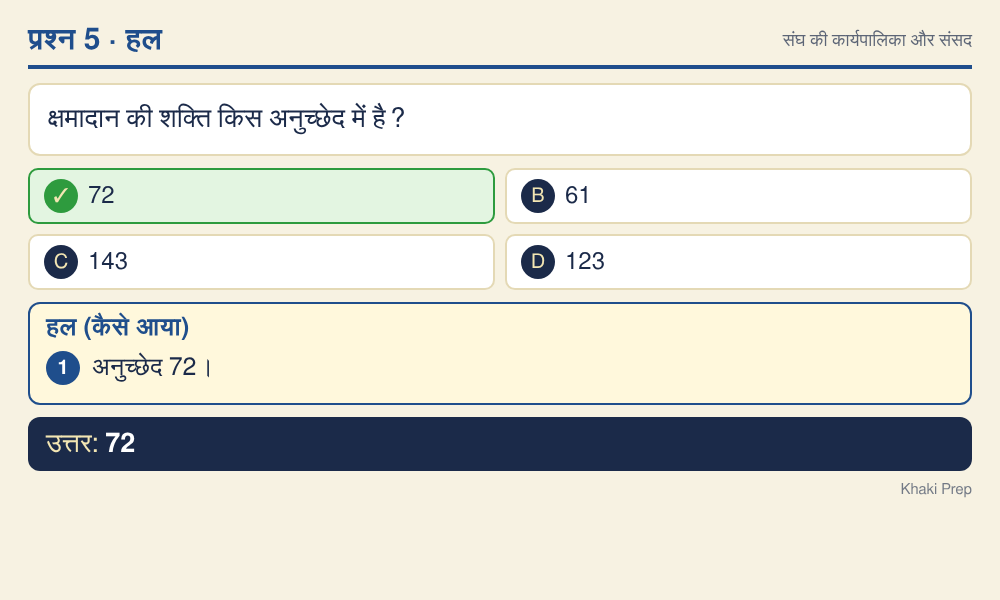 प्रश्न 5 · हल
संघ की कार्यपालिका और संसद
क्षमादान की शक्ति किस अनुच्छेद में है ?
✓ 72
B 61
C 143
D 123
हल (कैसे आया)
1 अनुच्छेद 72।
उत्तर: 72
Khaki Prep